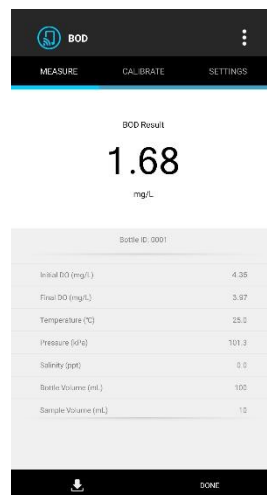 BOD
MEASURE CALIBRATE SETTINGS
BOD Result
1.68
mg/L
Bottle ID: 0001
Initial DO (mg/L) 4.36
Final DO (mg/L) 3.97
Temperature (°C) 25.0
Pressure (kPa) 101.3
Salinity (ppt) 0.0
Bottle Volume (mL) 100
Sample Volume (mL) 10
DONE